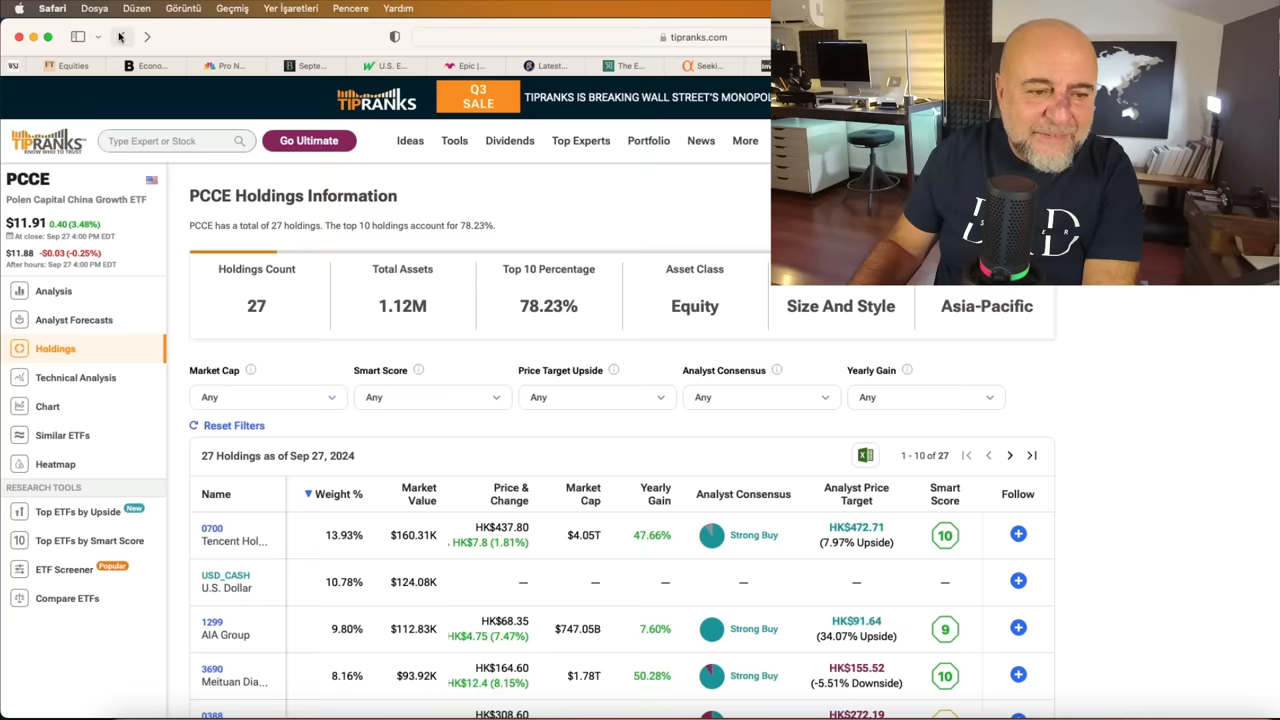 Safari Dosya Düzen Görüntü Geçmiş Yer İşaretleri Pencere Yardım
tipranks.com
WSJ Equities Econo... Pro N... Septe... U.S. E... Epic |... Latest... The E... Seeki...
TIPRANKS Q3 SALE TIPRANKS IS BREAKING WALL STREET'S MONOPOL
TIPRANKS KNOW WHO TO TRUST Type Expert or Stock Go Ultimate Ideas Tools Dividends Top Experts Portfolio News More
PCCE
Polen Capital China Growth ETF
$11.91 0.40 (3.48%)
At close: Sep 27 4:00 PM EDT
$11.88 -$0.03 (-0.25%)
After hours: Sep 27 4:00 PM EDT
Analysis
Analyst Forecasts
Holdings
Technical Analysis
Chart
Similar ETFs
Heatmap
RESEARCH TOOLS
Top ETFs by Upside New
10 Top ETFs by Smart Score
ETF Screener Popular
Compare ETFs
PCCE Holdings Information
PCCE has a total of 27 holdings. The top 10 holdings account for 78.23%.
Holdings Count Total Assets Top 10 Percentage Asset Class
27 1.12M 78.23% Equity Size And Style Asia-Pacific
Market Cap Smart Score Price Target Upside Analyst Consensus Yearly Gain
Any Any Any Any Any
Reset Filters
27 Holdings as of Sep 27, 2024 1 - 10 of 27
Name Weight % Market Value Price & Change Market Cap Yearly Gain Analyst Consensus Analyst Price Target Smart Score Follow
0700 HK$437.80 HK$472.71
Tencent Hol... 13.93% $160.31K HK$7.8 (1.81%) $4.05T 47.66% Strong Buy (7.97% Upside) 10
USD_CASH
U.S. Dollar 10.78% $124.08K — — — — — —
1299 HK$68.35 HK$91.64
AIA Group 9.80% $112.83K HK$4.75 (7.47%) $747.05B 7.60% Strong Buy (34.07% Upside) 9
3690 HK$164.60 HK$155.52
Meituan Dia... 8.16% $93.92K HK$12.4 (8.15%) $1.78T 50.28% Strong Buy (-5.51% Downside) 10
0388 HK$308.60 HK$272.19